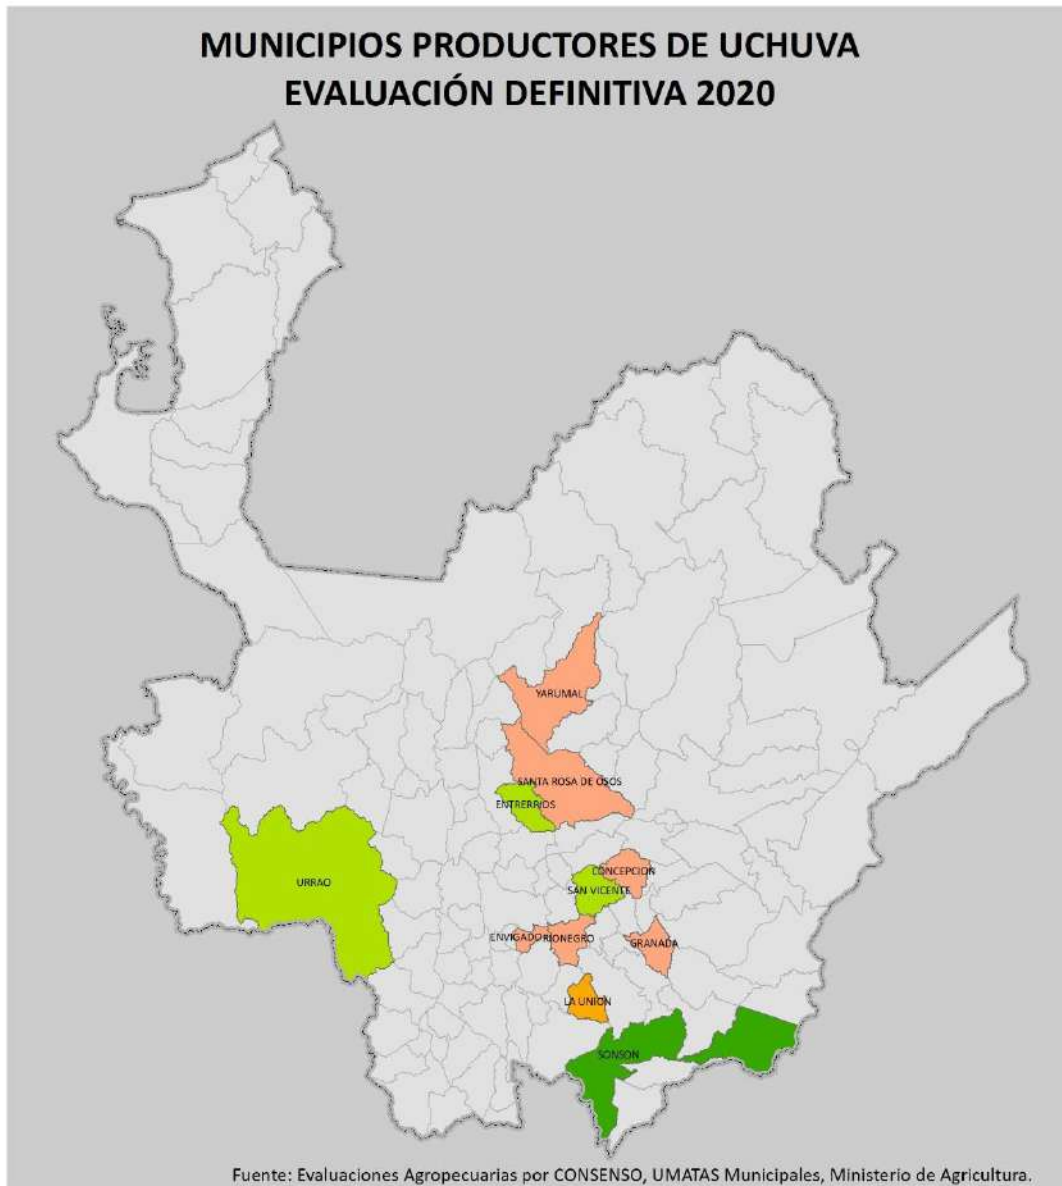 MUNICIPIOS PRODUCTORES DE UCHUVA
EVALUACIÓN DEFINITIVA 2020
YARUMAL
SANTA ROSA DE OSOS
ENTRERRIOS
CONCEPCION
URRAO
SAN VICENTE
ENVIGADO
RIONEGRO
GRANADA
LA UNION
SONSON
Fuente: Evaluaciones Agropecuarias por CONSENSO, UMATAS Municipales, Ministerio de Agricultura.